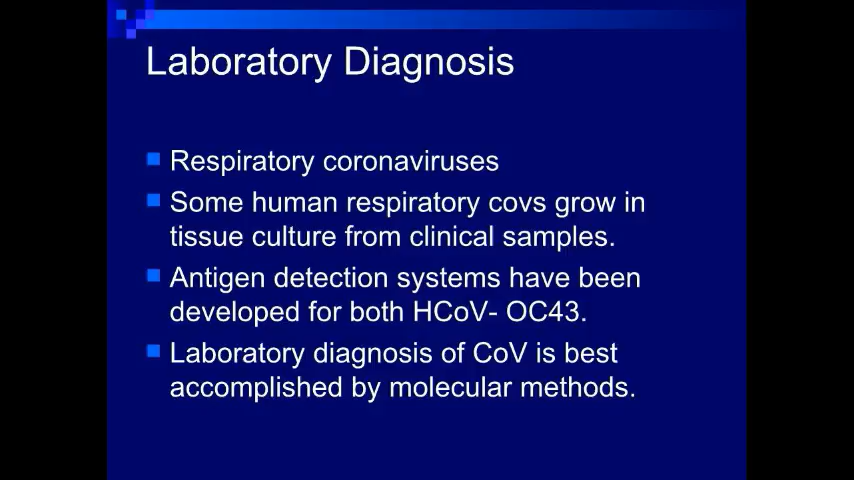 Laboratory Diagnosis
Respiratory coronaviruses
Some human respiratory covs grow in
tissue culture from clinical samples.
Antigen detection systems have been
developed for both HCoV- OC43.
Laboratory diagnosis of CoV is best
accomplished by molecular methods.